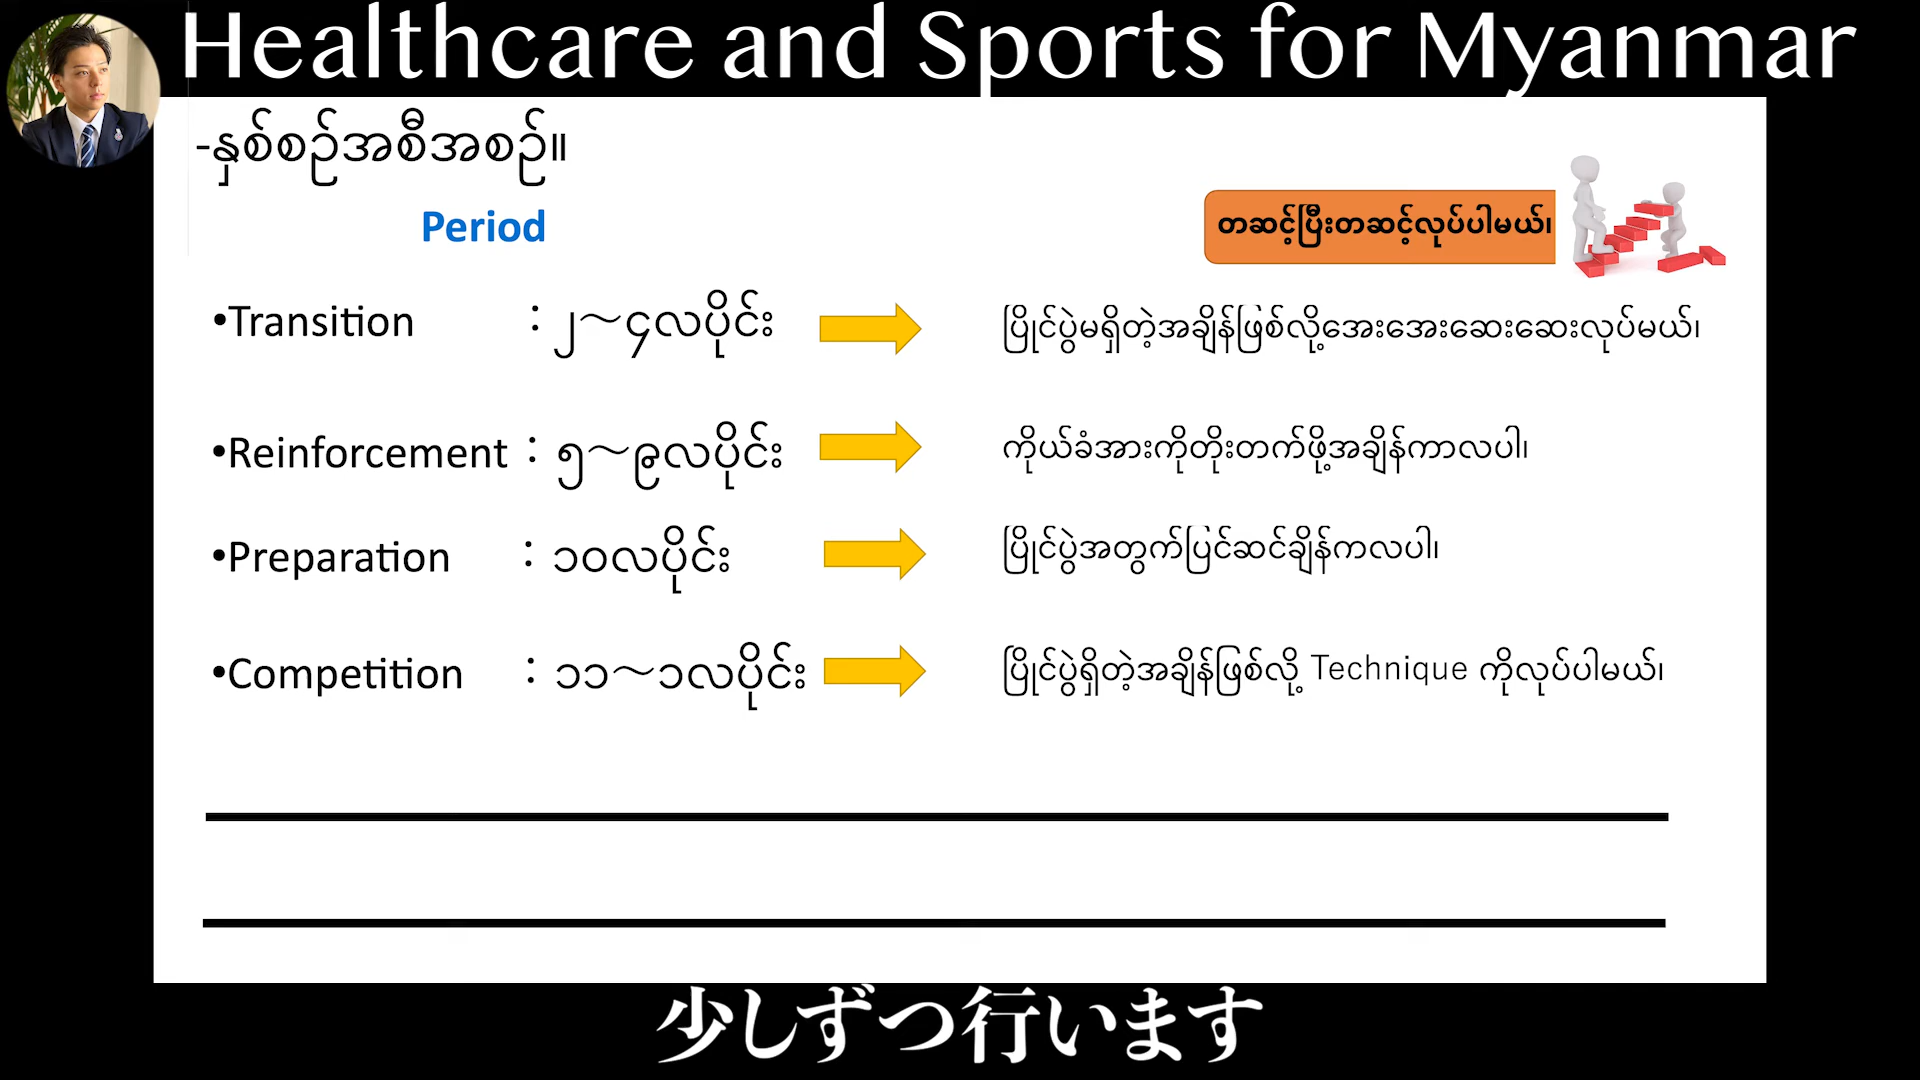 Healthcare and Sports for Myanmar
-နှစ်စဉ်အစီအစဉ်။
Period
တဆင့်ပြီးတဆင့်လုပ်ပါမယ်၊
•Transition : ၂～၄လပိုင်း ပြိုင်ပွဲမရှိတဲ့အချိန်ဖြစ်လို့အေးအေးဆေးဆေးလုပ်မယ်၊
•Reinforcement : ၅～၉လပိုင်း ကိုယ်ခံအားကိုတိုးတက်ဖို့အချိန်ကာလပါ၊
•Preparation : ၁၀လပိုင်း ပြိုင်ပွဲအတွက်ပြင်ဆင်ချိန်ကလပါ၊
•Competition : ၁၁～၁လပိုင်း ပြိုင်ပွဲရှိတဲ့အချိန်ဖြစ်လို့ Technique ကိုလုပ်ပါမယ်၊
少しずつ行います